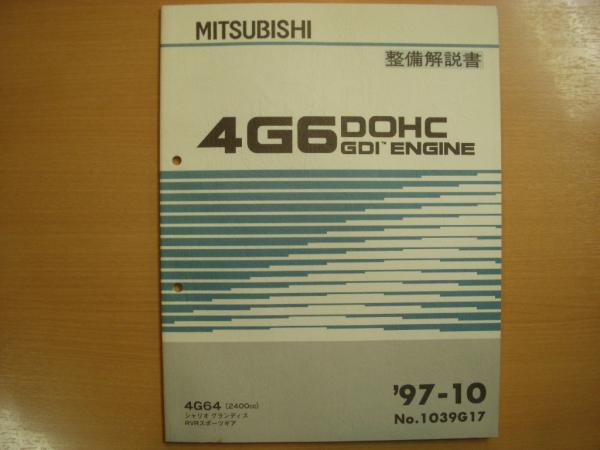 MITSUBISHI
整備解説書
4G6 DOHC
GDI™ ENGINE
4G64 (2400cc)
シャリオ グランディス
RVRスポーツギア
'97-10
No.1039G17